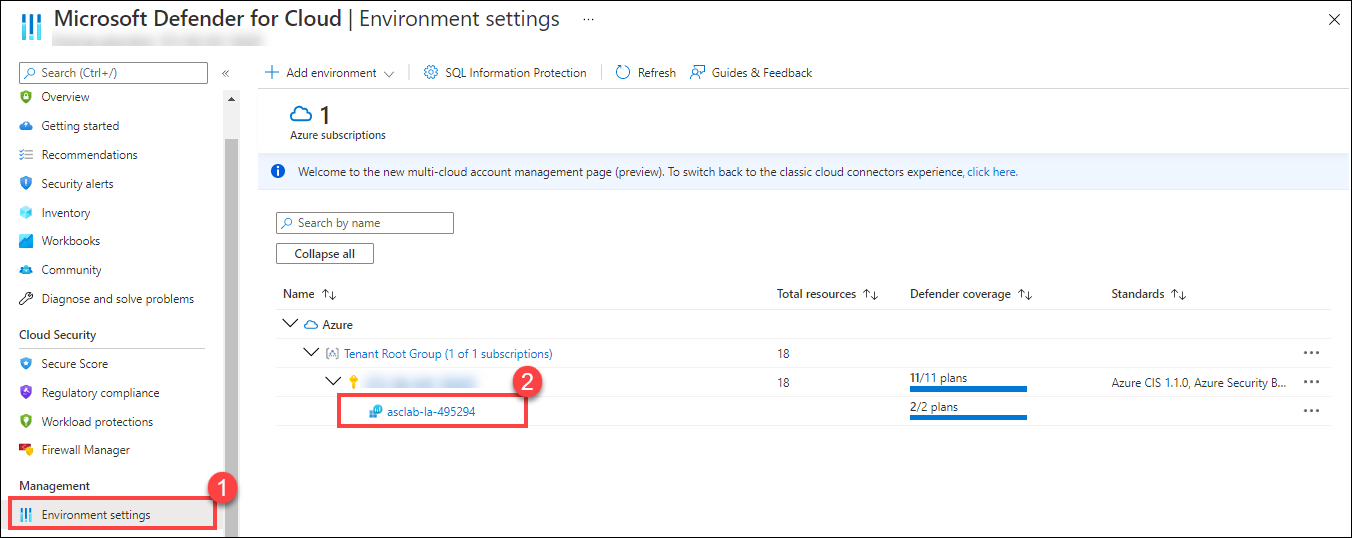 Microsoft Defender for Cloud | Environment settings ...
Search (Ctrl+/)
Overview
Getting started
Recommendations
Security alerts
Inventory
Workbooks
Community
Diagnose and solve problems
Cloud Security
Secure Score
Regulatory compliance
Workload protections
Firewall Manager
Management
1
Environment settings
Add environment
SQL Information Protection
Refresh
Guides & Feedback
1
Azure subscriptions
Welcome to the new multi-cloud account management page (preview). To switch back to the classic cloud connectors experience, click here.
Search by name
Collapse all
Name Total resources Defender coverage Standards
Azure
Tenant Root Group (1 of 1 subscriptions) 18 ...
2
18 11/11 plans Azure CIS 1.1.0, Azure Security B... ...
asclab-la-495294 2/2 plans ...